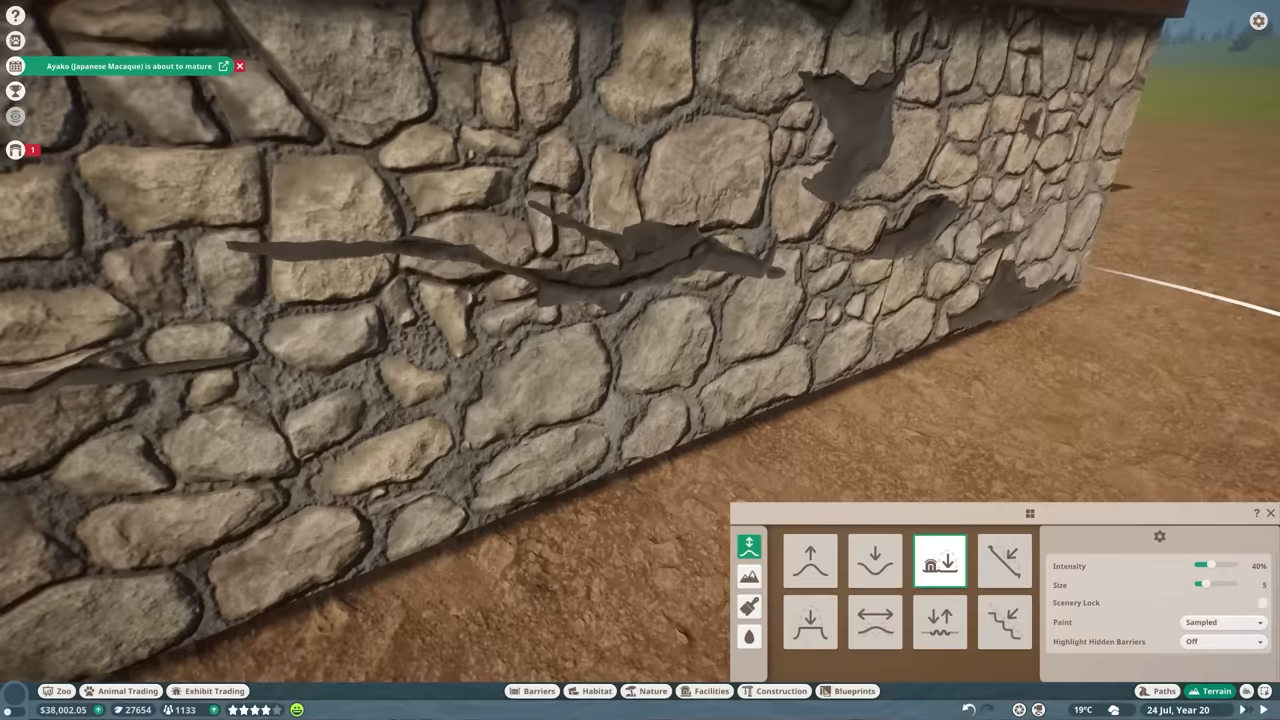 ?
Ayako (Japanese Macaque) is about to mature
1
?
Intensity 40%
Size 5
Scenery Lock
Paint Sampled
Highlight Hidden Barriers Off
Zoo Animal Trading Exhibit Trading Barriers Habitat Nature Facilities Construction Blueprints Paths Terrain
$38,002.05 27654 1133 19°C 24 Jul, Year 20